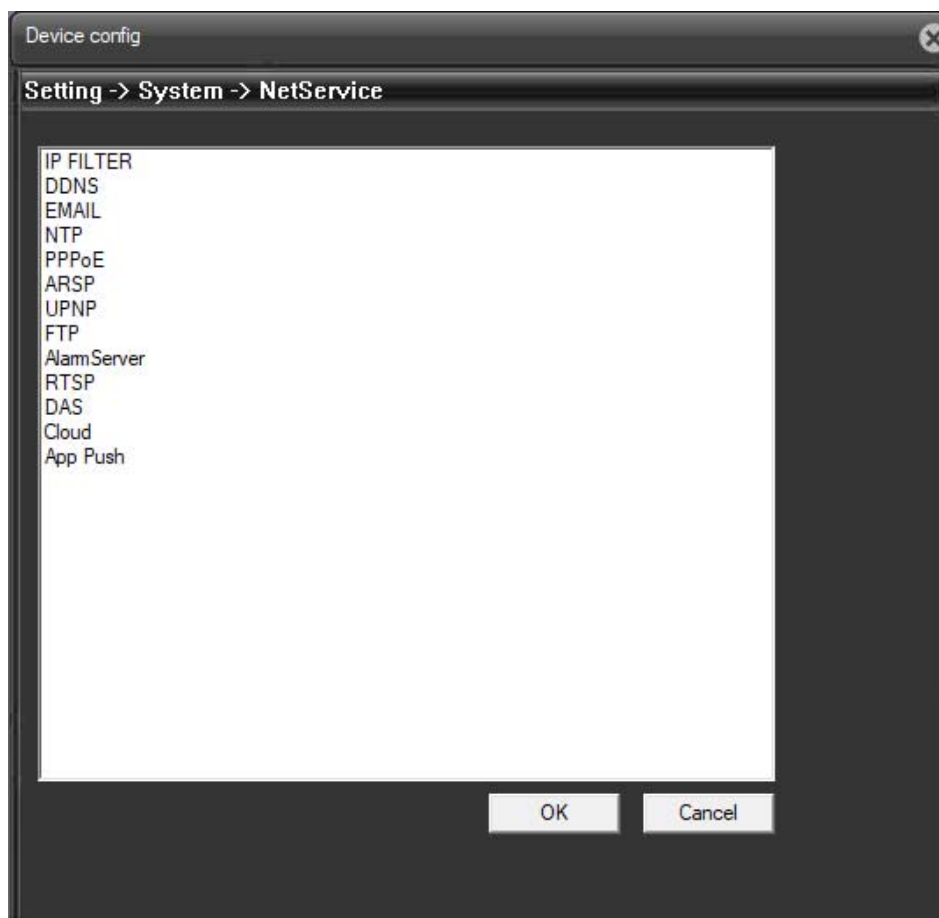 Device config
Setting -> System -> NetService
IP FILTER
DDNS
EMAIL
NTP
PPPoE
ARSP
UPNP
FTP
AlarmServer
RTSP
DAS
Cloud
App Push
OK Cancel